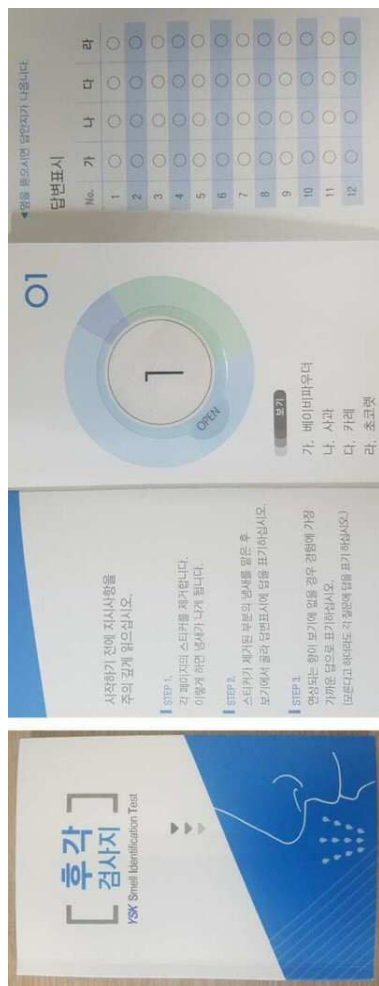 [ 후각 ]
검사지
YSK Smell Identification Test
시작하기 전에 지시사항을
주의 깊게 읽으십시오.
STEP 1.
각 페이지의 스티커를 제거합니다.
이렇게 하면 냄새가 나게 됩니다.
STEP 2.
스티커가 제거된 부분의 냄새를 맡은 후
보기에서 골라 답변표시에 답을 표기하십시오.
STEP 3.
연상되는 향이 보기에 없을 경우 경험에 가장
가까운 답으로 표기하십시오.
(모른다고 하더라도 각 질문에 답을 표기 하십시오.)
01
1
OPEN
보기
가. 베이비파우더
나. 사과
다. 카레
라. 초코렛
◀옆을 뜯으시면 답안지가 나옵니다.
답변표시
No. 가 나 다 라
1
2
3
4
5
6
7
8
9
10
11
12